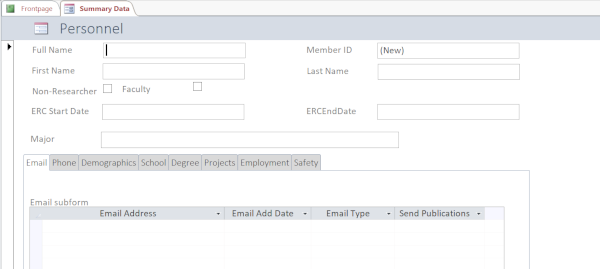 Frontpage Summary Data
Personnel
Full Name Member ID (New)
First Name Last Name
Non-Researcher Faculty
ERC Start Date ERCEndDate
Major
Email Phone Demographics School Degree Projects Employment Safety
Email subform
Email Address Email Add Date Email Type Send Publications